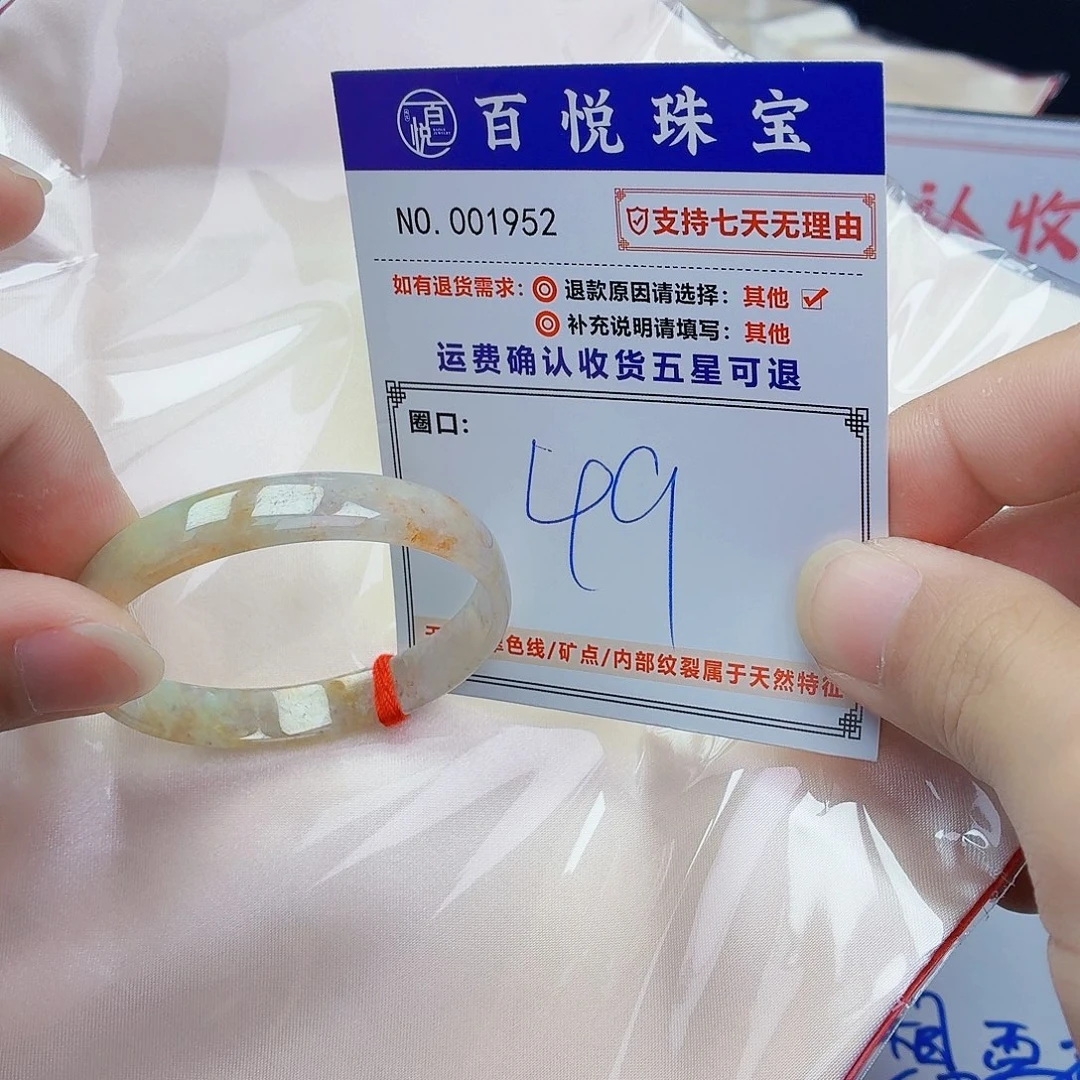 百悦珠宝
NO.001952
支持七天无理由
如有退货需求：退款原因请选择：其他
补充说明请填写：其他
运费确认收货五星可退
圈口：
49
色线/矿点/内部纹裂属于天然特征
认收